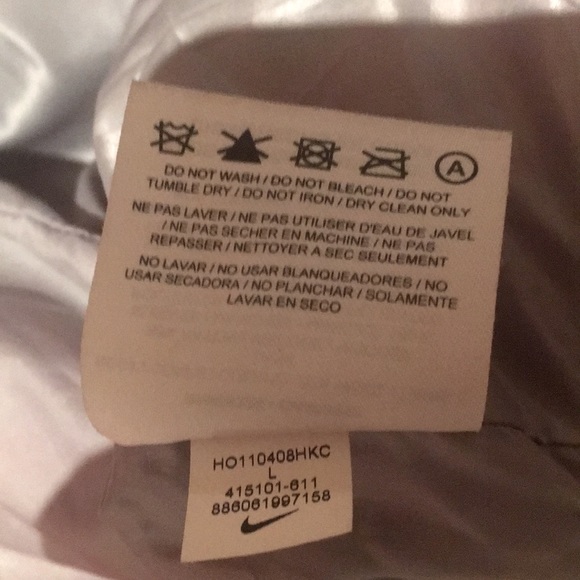 A
DO NOT WASH / DO NOT BLEACH / DO NOT
TUMBLE DRY / DO NOT IRON / DRY CLEAN ONLY
NE PAS LAVER / NE PAS UTILISER D'EAU DE JAVEL
/ NE PAS SECHER EN MACHINE / NE PAS
REPASSER / NETTOYER A SEC SEULEMENT
NO LAVAR / NO USAR BLANQUEADORES / NO
USAR SECADORA / NO PLANCHAR / SOLAMENTE
LAVAR EN SECO
HO110408HKC
L
415101-611
886061997158